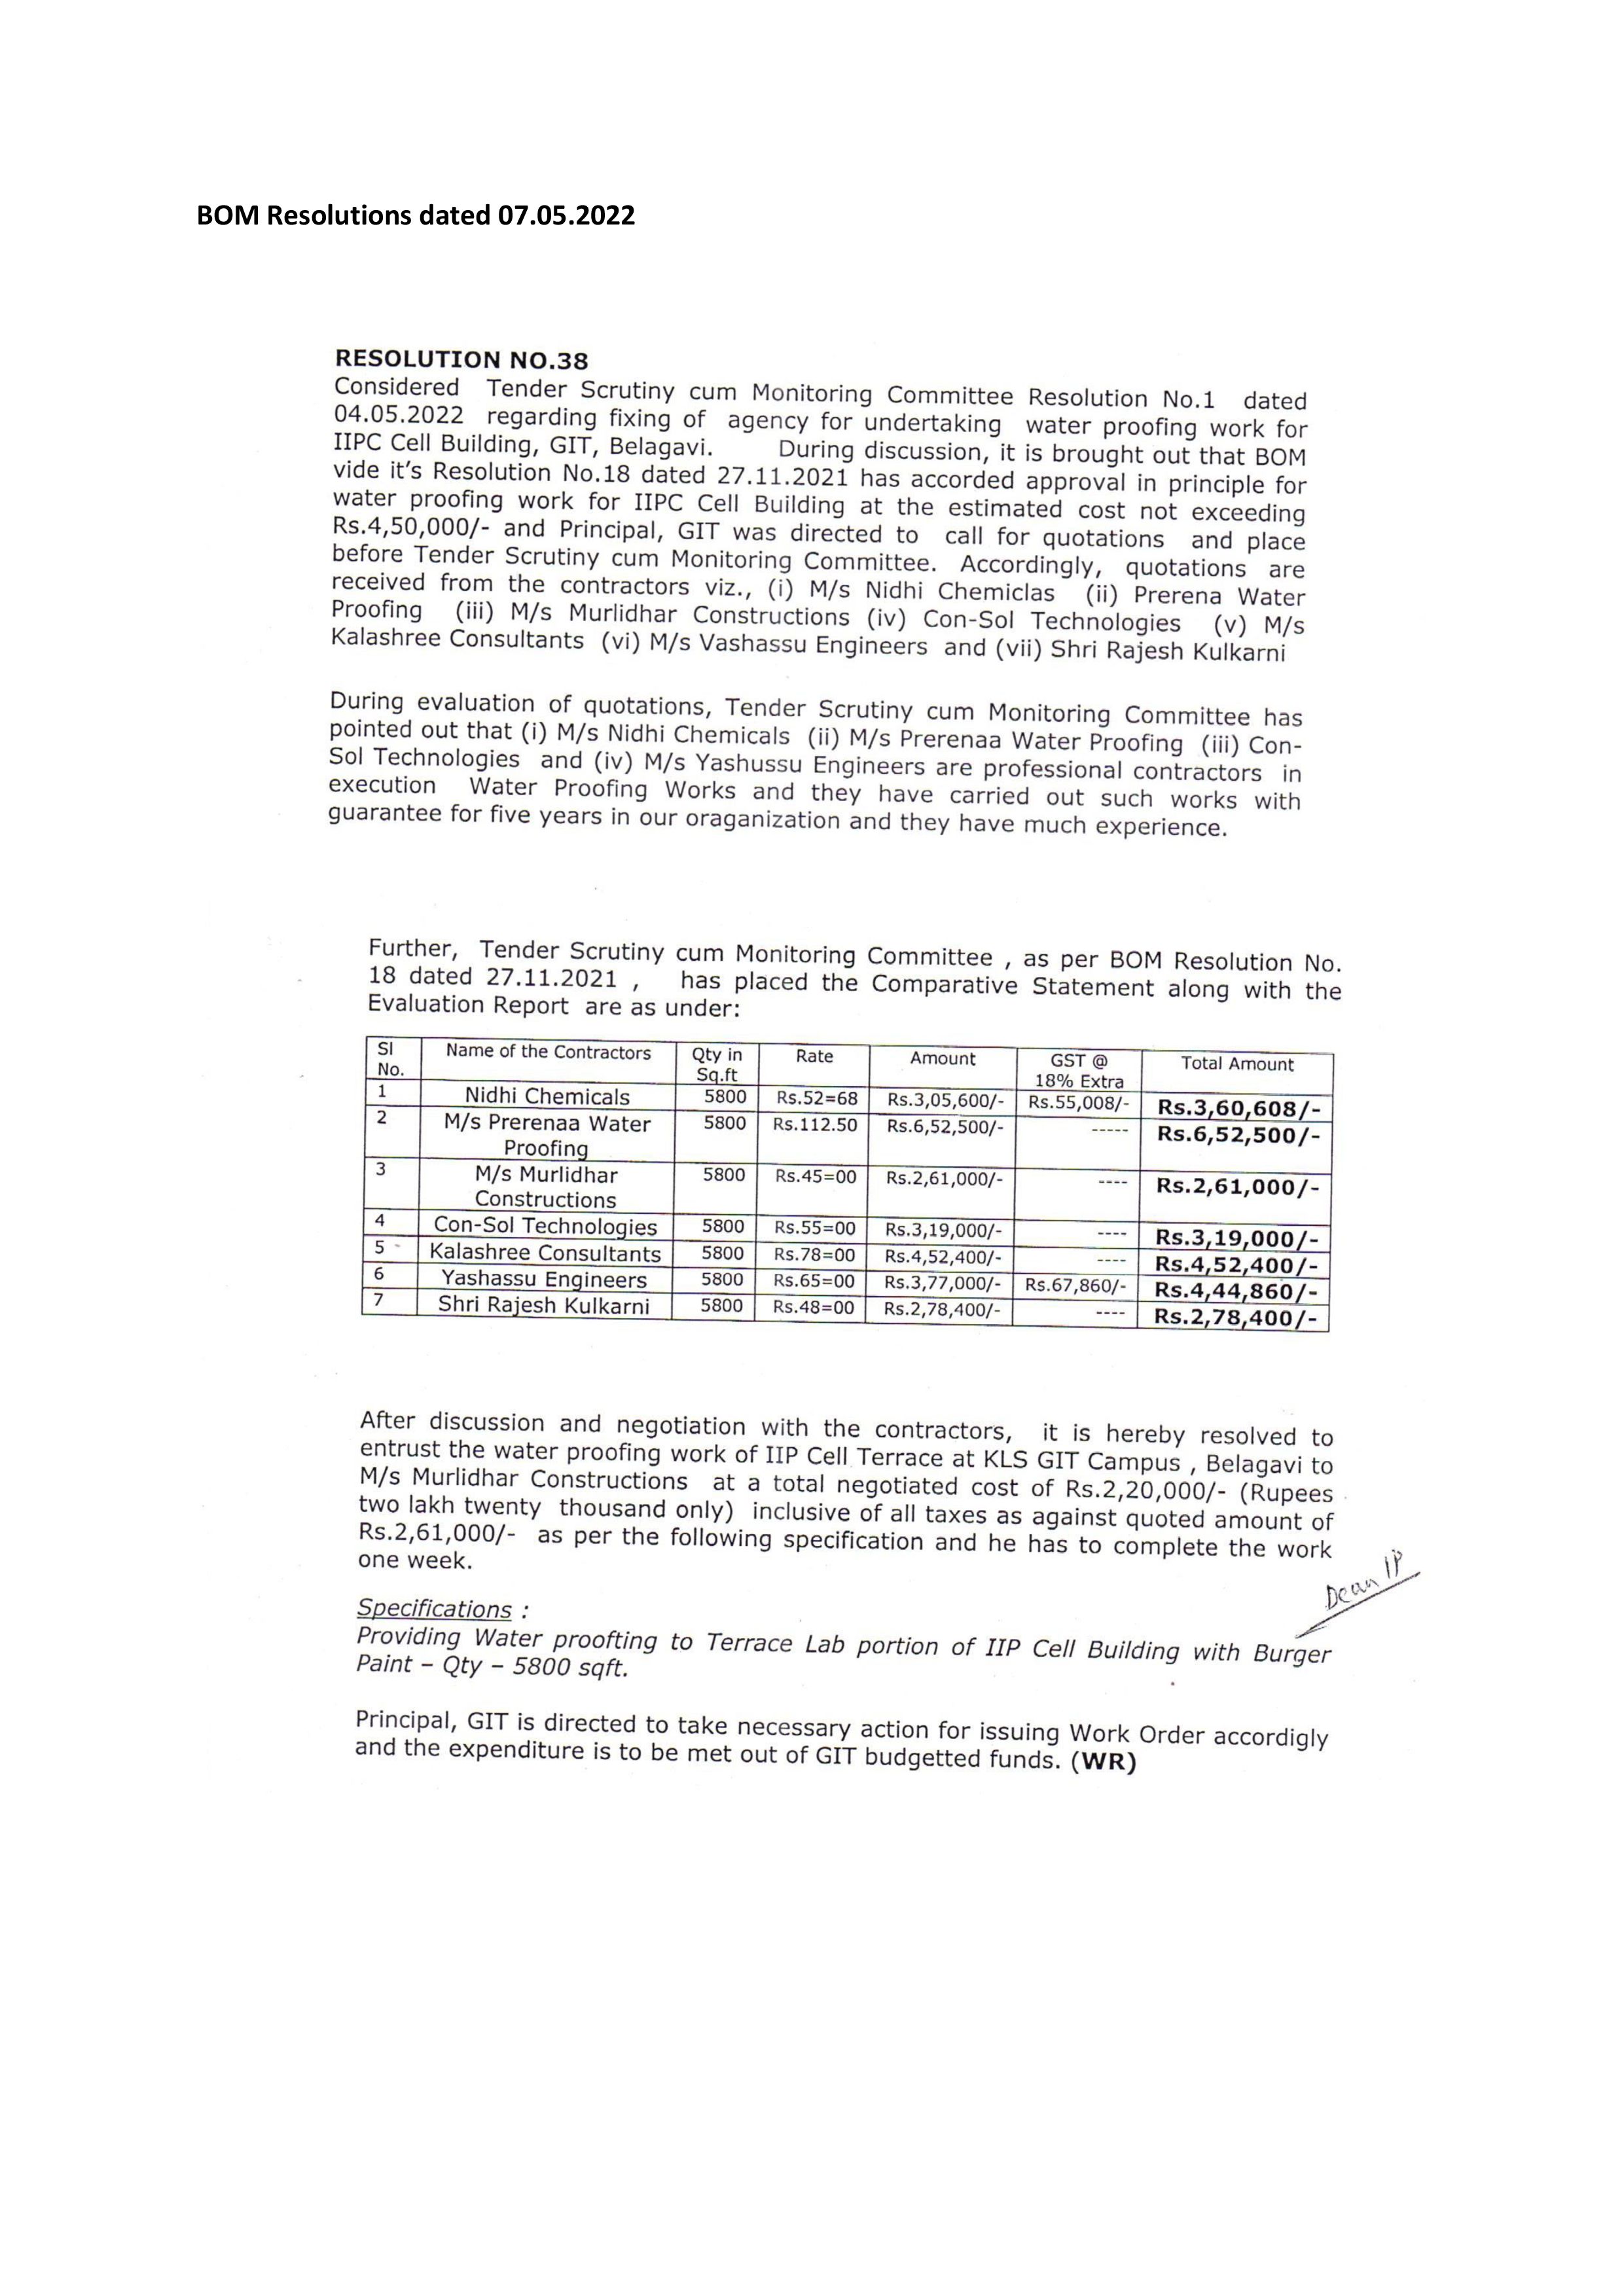 BOM Resolutions dated 07.05.2022
RESOLUTION NO.38
Considered Tender Scrutiny cum Monitoring Committee Resolution No.1 dated
04.05.2022 regarding fixing of agency for undertaking water proofing work for
IIPC Cell Building, GIT, Belagavi. During discussion, it is brought out that BOM
vide it's Resolution No.18 dated 27.11.2021 has accorded approval in principle for
water proofing work for IIPC Cell Building at the estimated cost not exceeding
Rs.4,50,000/- and Principal, GIT was directed to call for quotations and place
before Tender Scrutiny cum Monitoring Committee. Accordingly, quotations are
received from the contractors viz., (i) M/s Nidhi Chemiclas (ii) Prerena Water
Proofing (iii) M/s Murlidhar Constructions (iv) Con-Sol Technologies (v) M/s
Kalashree Consultants (vi) M/s Vashassu Engineers and (vii) Shri Rajesh Kulkarni
During evaluation of quotations, Tender Scrutiny cum Monitoring Committee has
pointed out that (i) M/s Nidhi Chemicals (ii) M/s Prerenaa Water Proofing (iii) Con-
Sol Technologies and (iv) M/s Yashussu Engineers are professional contractors in
execution Water Proofing Works and they have carried out such works with
guarantee for five years in our oraganization and they have much experience.
Further, Tender Scrutiny cum Monitoring Committee , as per BOM Resolution No.
18 dated 27.11.2021 , has placed the Comparative Statement along with the
Evaluation Report are as under:
Sl No. Name of the Contractors Qty in Sq.ft Rate Amount GST @ 18% Extra Total Amount
1 Nidhi Chemicals 5800 Rs.52=68 Rs.3,05,600/- Rs.55,008/- Rs.3,60,608/-
2 M/s Prerenaa Water Proofing 5800 Rs.112.50 Rs.6,52,500/- ----- Rs.6,52,500/-
3 M/s Murlidhar Constructions 5800 Rs.45=00 Rs.2,61,000/- ---- Rs.2,61,000/-
4 Con-Sol Technologies 5800 Rs.55=00 Rs.3,19,000/- ---- Rs.3,19,000/-
5 Kalashree Consultants 5800 Rs.78=00 Rs.4,52,400/- ---- Rs.4,52,400/-
6 Yashassu Engineers 5800 Rs.65=00 Rs.3,77,000/- Rs.67,860/- Rs.4,44,860/-
7 Shri Rajesh Kulkarni 5800 Rs.48=00 Rs.2,78,400/- ---- Rs.2,78,400/-
After discussion and negotiation with the contractors, it is hereby resolved to
entrust the water proofing work of IIP Cell Terrace at KLS GIT Campus , Belagavi to
M/s Murlidhar Constructions at a total negotiated cost of Rs.2,20,000/- (Rupees
two lakh twenty thousand only) inclusive of all taxes as against quoted amount of
Rs.2,61,000/- as per the following specification and he has to complete the work
one week.
Dean IP
Specifications :
Providing Water proofting to Terrace Lab portion of IIP Cell Building with Burger
Paint – Qty – 5800 sqft.
Principal, GIT is directed to take necessary action for issuing Work Order accordigly
and the expenditure is to be met out of GIT budgetted funds. (WR)